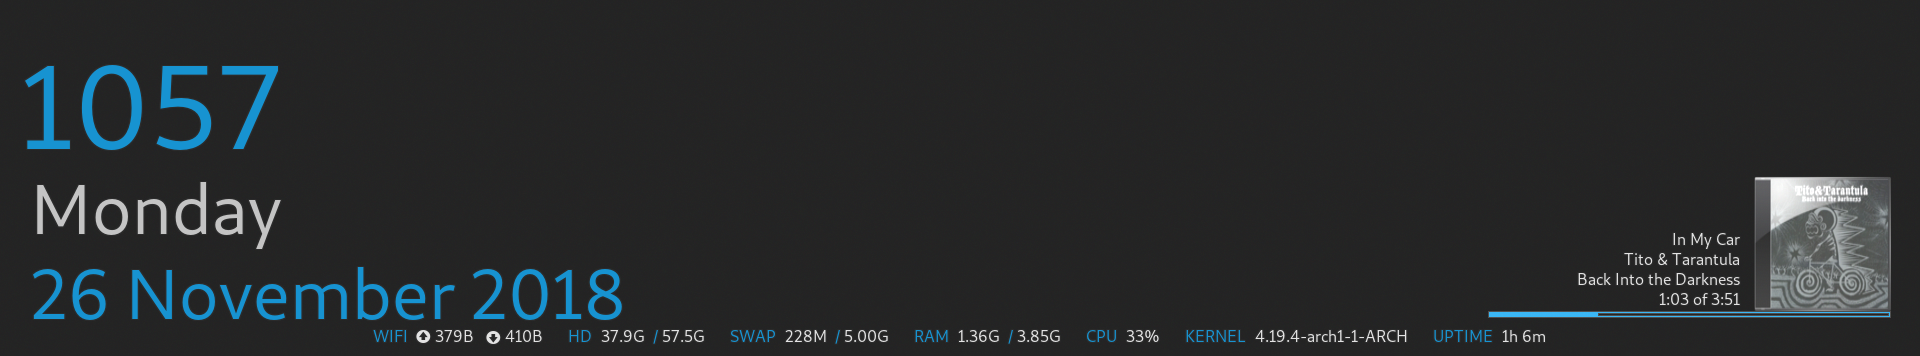 1057
Monday
26 November 2018
Tito&Tarantula
Back into the Darkness
In My Car
Tito & Tarantula
Back Into the Darkness
1:03 of 3:51
WIFI 379B 410B HD 37.9G / 57.5G SWAP 228M / 5.00G RAM 1.36G / 3.85G CPU 33% KERNEL 4.19.4-arch1-1-ARCH UPTIME 1h 6m